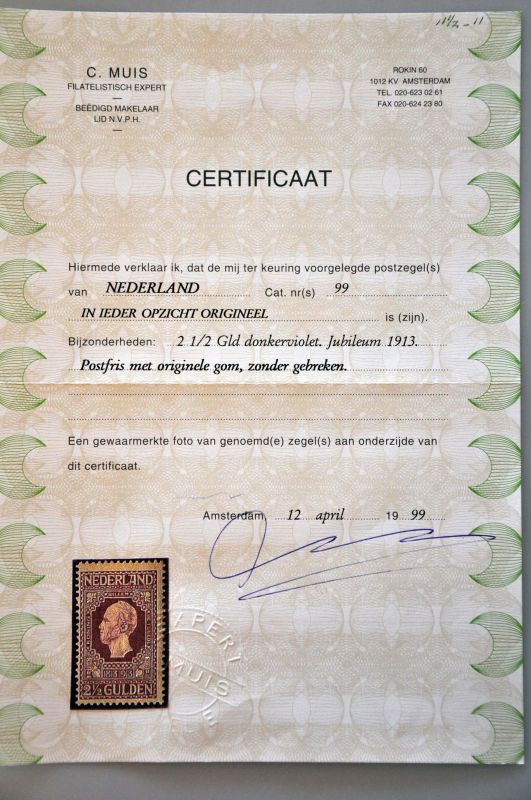 11½ - 11
C. MUIS
FILATELISTISCH EXPERT
BEËDIGD MAKELAAR
LID N.V.P.H.
ROKIN 60
1012 KV AMSTERDAM
TEL. 020-623 02 61
FAX 020-624 23 80
CERTIFICAAT
Hiermede verklaar ik, dat de mij ter keuring voorgelegde postzegel(s)
van NEDERLAND Cat. nr(s) 99
IN IEDER OPZICHT ORIGINEEL is (zijn).
Bijzonderheden: 2 1/2 Gld donkerviolet. Jubileum 1913.
Postfris met originele gom, zonder gebreken.
Een gewaarmerkte foto van genoemd(e) zegel(s) aan onderzijde van
dit certificaat.
Amsterdam, 12 april 1999
NEDERLAND
WILLEM I
1813-1913
2½ GULDEN
MUIS